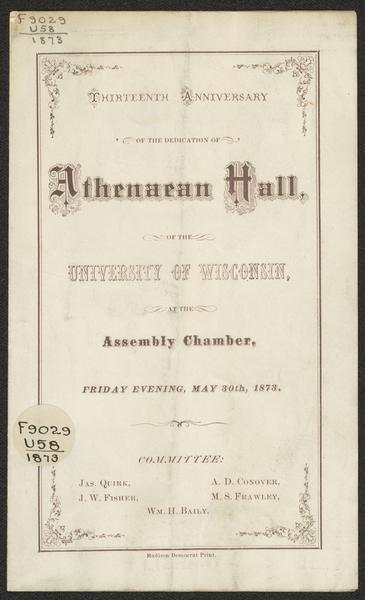 F9029
U58
1873
Thirteenth Anniversary
OF THE DEDICATION OF
Athenaean Hall,
OF THE
UNIVERSITY OF WISCONSIN,
AT THE
Assembly Chamber,
FRIDAY EVENING, MAY 30th, 1873.
F9029
U58
1873
COMMITTEE:
Jas. Quirk, A. D. Conover,
J. W. Fisher, M. S. Frawley,
Wm. H. Baily.
Madison Democrat Print.